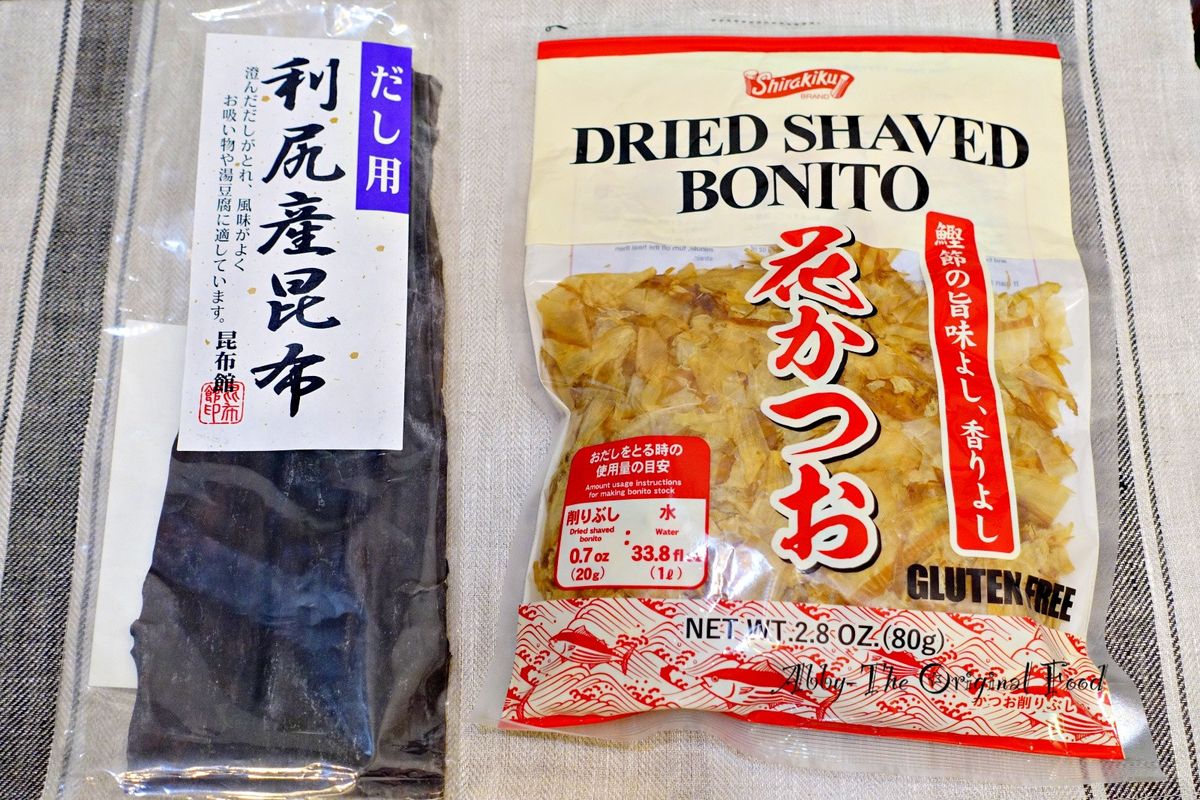 だし用
利尻産昆布
澄んだだしがとれ、風味がよく
お吸い物や湯豆腐に適しています。
昆布館
Shirakiku
BRAND
DRIED SHAVED
BONITO
花かつお
鰹節の旨味よし、香りよし
おだしをとる時の
使用量の目安
Amount usage instructions
for making bonito stock
削りぶし : 水
Dried shaved bonito
Water
0.7 oz
33.8 fl
(20g)
(1ℓ)
GLUTEN FREE
NET WT. 2.8 OZ. (80g)
Abby-The Original Food
かつお削りぶし